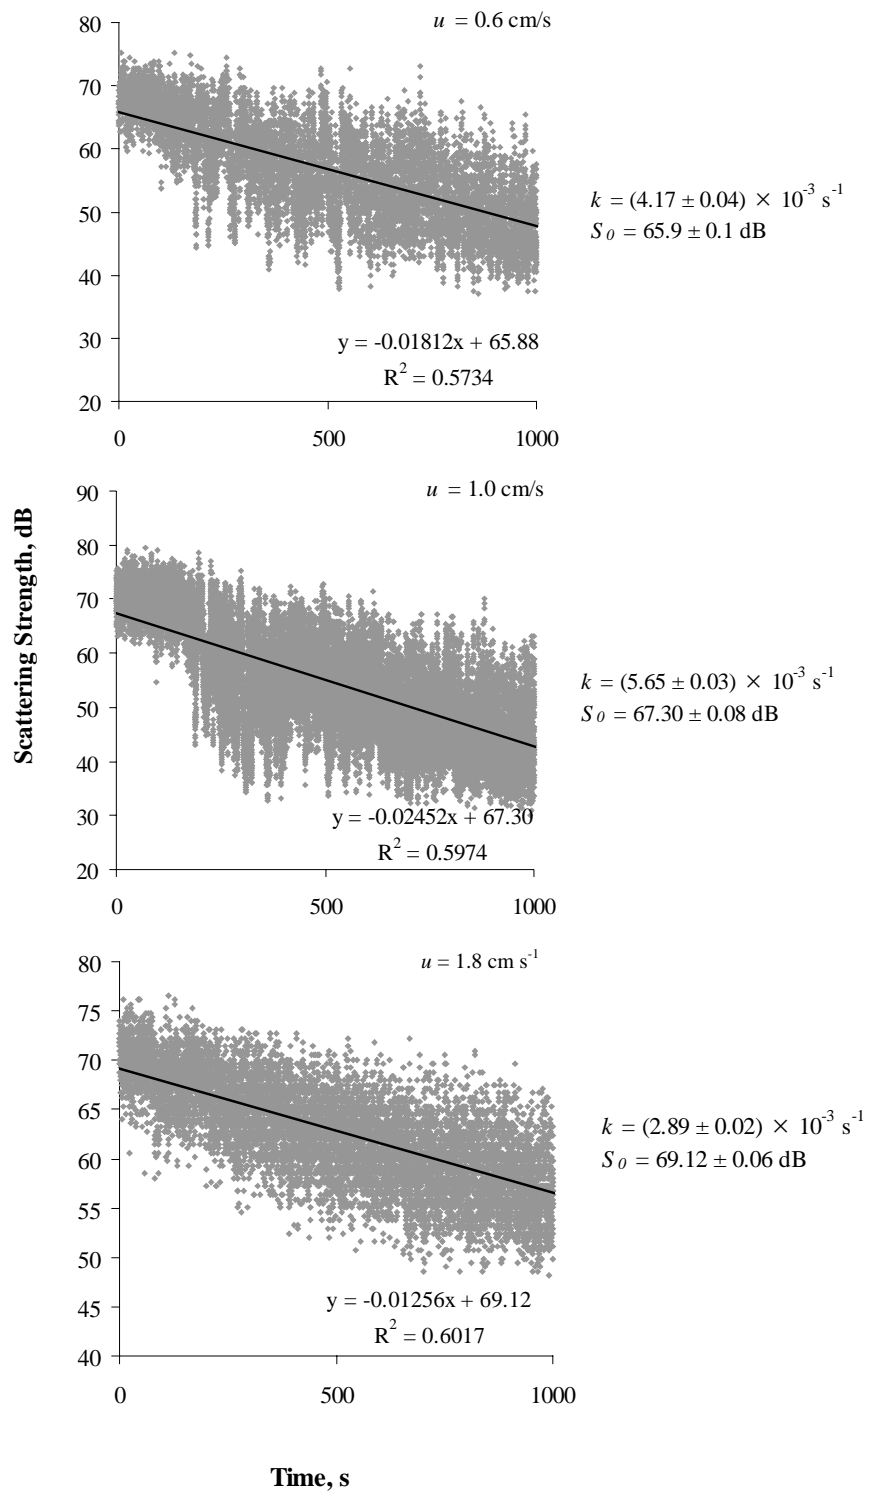 u = 0.6 cm/s
80
70
60
50
40
30
20
0 500 1000
y = -0.01812x + 65.88
R² = 0.5734
k = (4.17 ± 0.04) × 10⁻³ s⁻¹
S₀ = 65.9 ± 0.1 dB
Scattering Strength, dB
u = 1.0 cm/s
90
80
70
60
50
40
30
20
0 500 1000
y = -0.02452x + 67.30
R² = 0.5974
k = (5.65 ± 0.03) × 10⁻³ s⁻¹
S₀ = 67.30 ± 0.08 dB
u = 1.8 cm s⁻¹
80
75
70
65
60
55
50
45
40
0 500 1000
y = -0.01256x + 69.12
R² = 0.6017
k = (2.89 ± 0.02) × 10⁻³ s⁻¹
S₀ = 69.12 ± 0.06 dB
Time, s